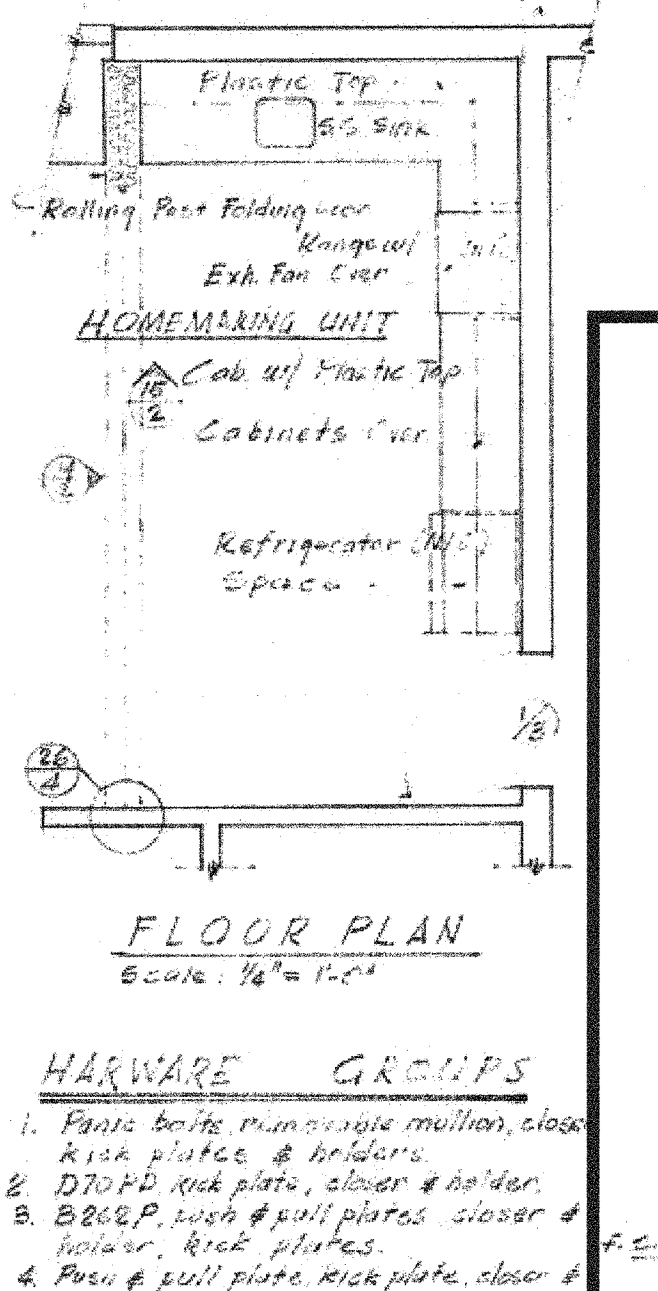 Plastic Top
S.S. Sink
Rolling Post Folding
Range w/
Exh. Fan Over
HOMEMAKING UNIT
Cab. w/ Plastic Top
15
2
Cabinets Over
Refrigerator (NIC)
Space
1/3
26
4
FLOOR PLAN
Scale: 1/4" = 1'-0"
HARWARE GROUPS
1. Panic bolts, removable mullion, close
kick plates & holders.
2. D70PD, kick plate, closer & holder.
3. B262P, push & pull plates, closer &
holder, kick plates.
4. Push & pull plate, kick plate, closer &